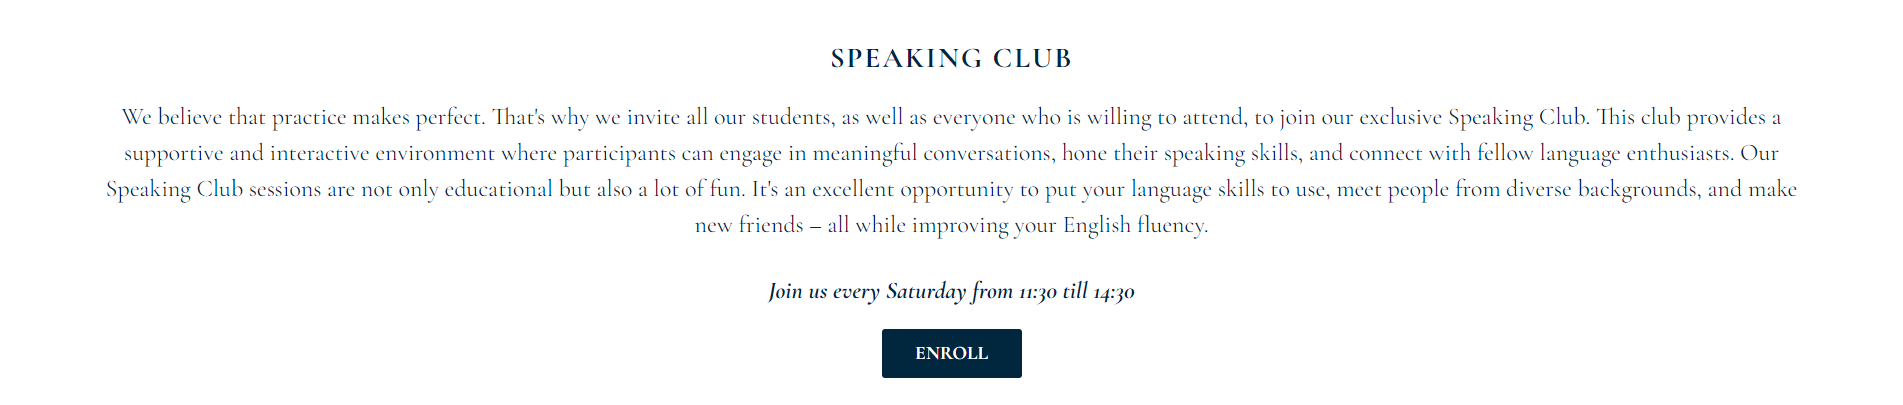 SPEAKING CLUB
We believe that practice makes perfect. That's why we invite all our students, as well as everyone who is willing to attend, to join our exclusive Speaking Club. This club provides a
supportive and interactive environment where participants can engage in meaningful conversations, hone their speaking skills, and connect with fellow language enthusiasts. Our
Speaking Club sessions are not only educational but also a lot of fun. It's an excellent opportunity to put your language skills to use, meet people from diverse backgrounds, and make
new friends – all while improving your English fluency.
Join us every Saturday from 11:30 till 14:30
ENROLL